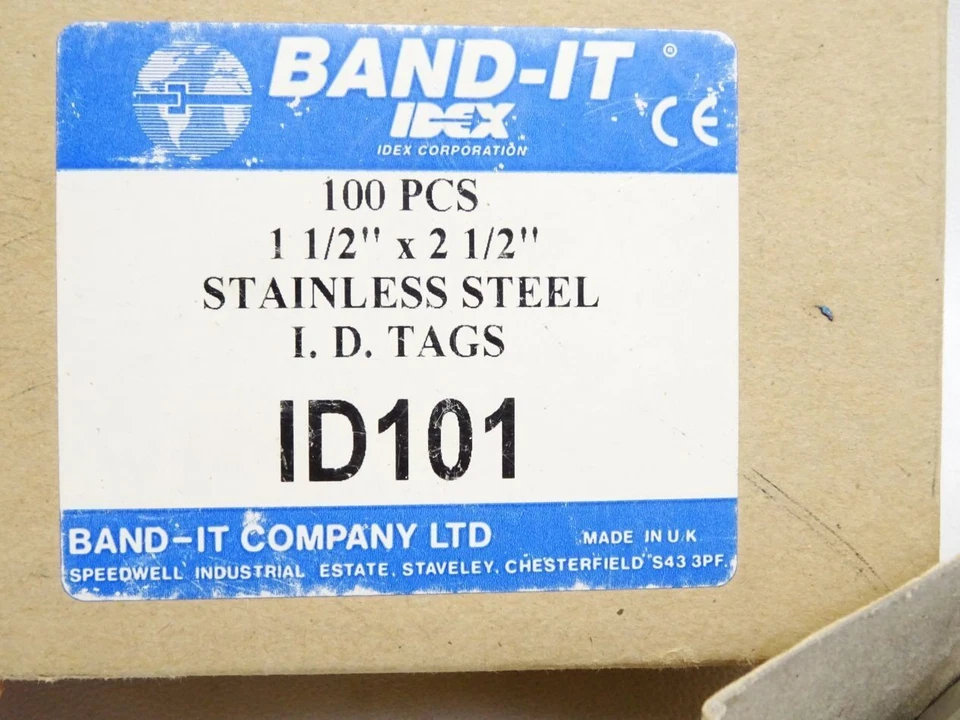 BAND-IT ®
IDEX
IDEX CORPORATION
CE
100 PCS
1 1/2" x 2 1/2"
STAINLESS STEEL
I. D. TAGS
ID101
BAND-IT COMPANY LTD MADE IN U.K.
SPEEDWELL INDUSTRIAL ESTATE, STAVELEY, CHESTERFIELD S43 3PF.